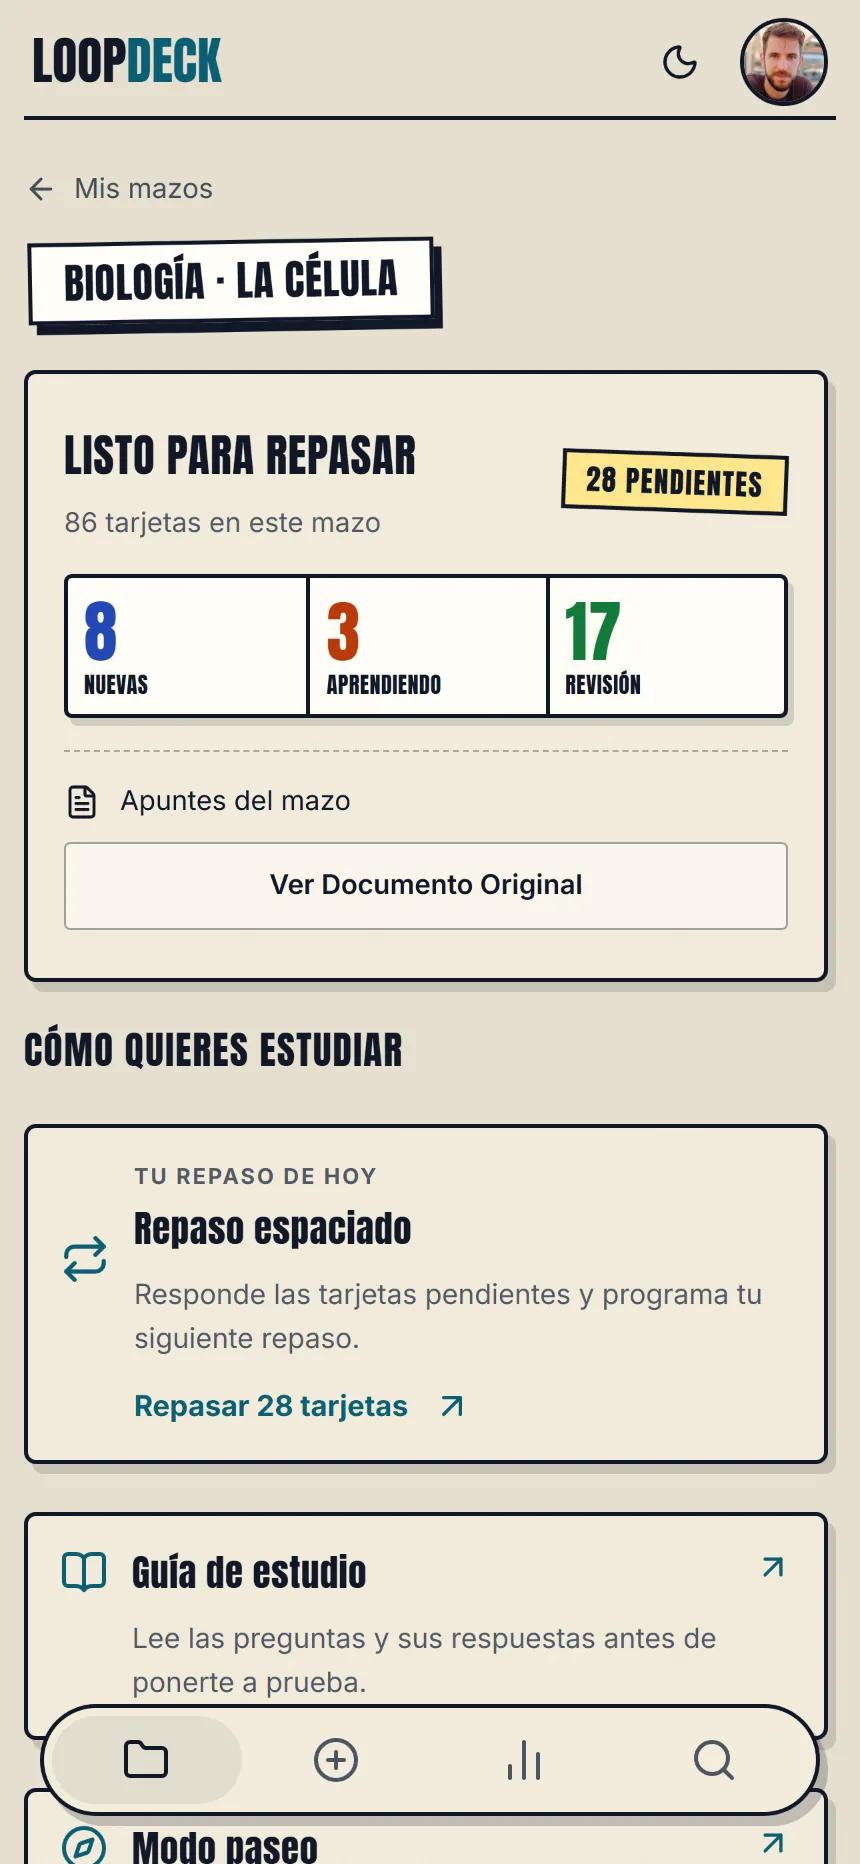 LOOPDECK
Mis mazos
BIOLOGÍA · LA CÉLULA
LISTO PARA REPASAR
28 PENDIENTES
86 tarjetas en este mazo
8
NUEVAS
3
APRENDIENDO
17
REVISIÓN
Apuntes del mazo
Ver Documento Original
CÓMO QUIERES ESTUDIAR
TU REPASO DE HOY
Repaso espaciado
Responde las tarjetas pendientes y programa tu
siguiente repaso.
Repasar 28 tarjetas
Guía de estudio
Lee las preguntas y sus respuestas antes de
ponerte a prueba.
Modo paseo